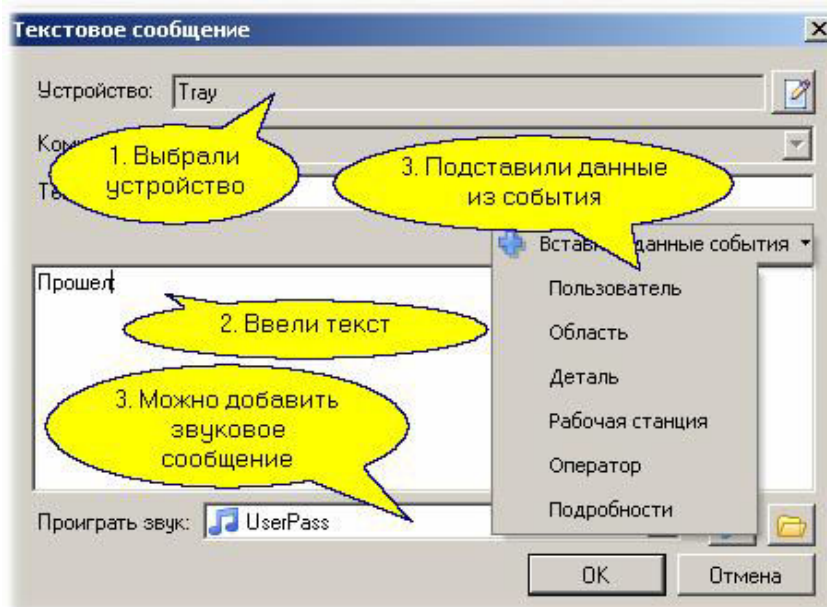 Текстовое сообщение
Устройство: Tray
1. Выбрали
устройство
3. Подставили данные
из события
данные события
Прошел
Пользователь
2. Ввели текст
Область
Деталь
3. Можно добавить
звуковое
сообщение
Рабочая станция
Оператор
Подробности
Проиграть звук: UserPass
OK Отмена